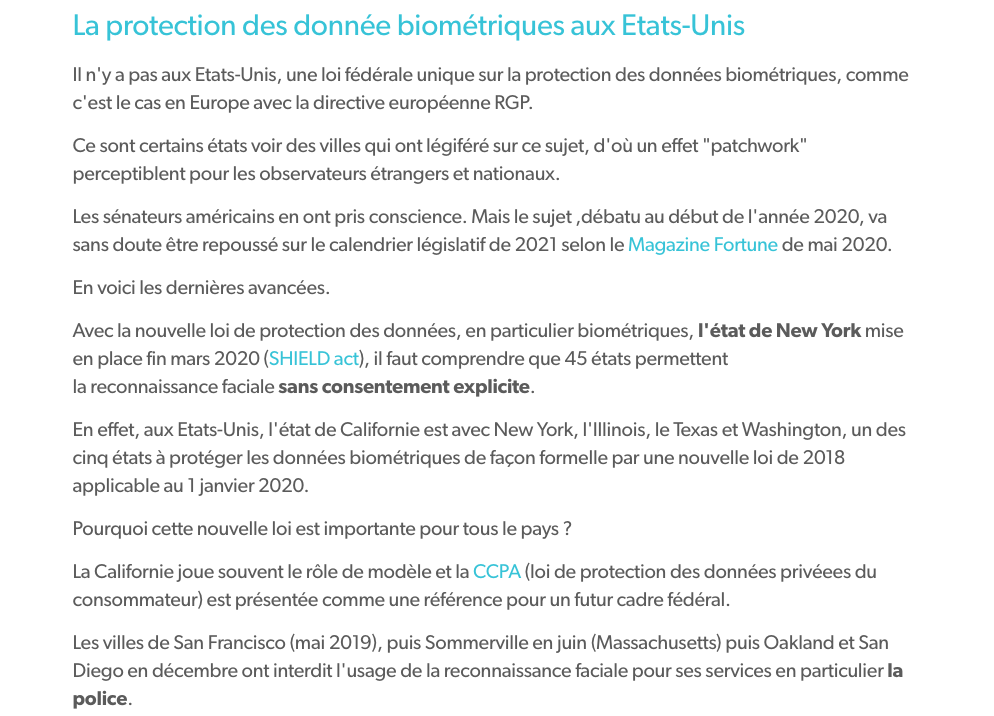 La protection des donnée biométriques aux Etats-Unis
Il n'y a pas aux Etats-Unis, une loi fédérale unique sur la protection des données biométriques, comme
c'est le cas en Europe avec la directive européenne RGP.
Ce sont certains états voir des villes qui ont légiféré sur ce sujet, d'où un effet "patchwork"
perceptiblent pour les observateurs étrangers et nationaux.
Les sénateurs américains en ont pris conscience. Mais le sujet ,débatu au début de l'année 2020, va
sans doute être repoussé sur le calendrier législatif de 2021 selon le Magazine Fortune de mai 2020.
En voici les dernières avancées.
Avec la nouvelle loi de protection des données, en particulier biométriques, l'état de New York mise
en place fin mars 2020 (SHIELD act), il faut comprendre que 45 états permettent
la reconnaissance faciale sans consentement explicite.
En effet, aux Etats-Unis, l'état de Californie est avec New York, l'Illinois, le Texas et Washington, un des
cinq états à protéger les données biométriques de façon formelle par une nouvelle loi de 2018
applicable au 1 janvier 2020.
Pourquoi cette nouvelle loi est importante pour tous le pays ?
La Californie joue souvent le rôle de modèle et la CCPA (loi de protection des données privéees du
consommateur) est présentée comme une référence pour un futur cadre fédéral.
Les villes de San Francisco (mai 2019), puis Sommerville en juin (Massachusetts) puis Oakland et San
Diego en décembre ont interdit l'usage de la reconnaissance faciale pour ses services en particulier la
police.